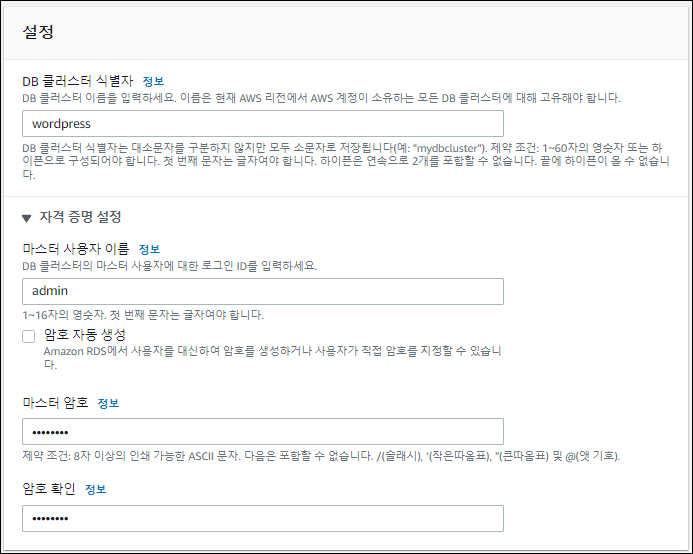 설정
DB 클러스터 식별자 정보
DB 클러스터 이름을 입력하세요. 이름은 현재 AWS 리전에서 AWS 계정이 소유하는 모든 DB 클러스터에 대해 고유해야 합니다.
wordpress
DB 클러스터 식별자는 대소문자를 구분하지 않지만 모두 소문자로 저장됩니다(예: "mydbcluster"). 제약 조건: 1~60자의 영숫자 또는 하
이픈으로 구성되어야 합니다. 첫 번째 문자는 글자여야 합니다. 하이픈은 연속으로 2개를 포함할 수 없습니다. 끝에 하이픈이 올 수 없습니
다.
▼ 자격 증명 설정
마스터 사용자 이름 정보
DB 클러스터의 마스터 사용자에 대한 로그인 ID를 입력하세요.
admin
1~16자의 영숫자. 첫 번째 문자는 글자여야 합니다.
암호 자동 생성
Amazon RDS에서 사용자를 대신하여 암호를 생성하거나 사용자가 직접 암호를 지정할 수 있습니
다.
마스터 암호 정보
••••••••
제약 조건: 8자 이상의 인쇄 가능한 ASCII 문자. 다음은 포함할 수 없습니다. /(슬래시), '(작은따옴표), "(큰따옴표) 및 @(앳 기호).
암호 확인 정보
••••••••